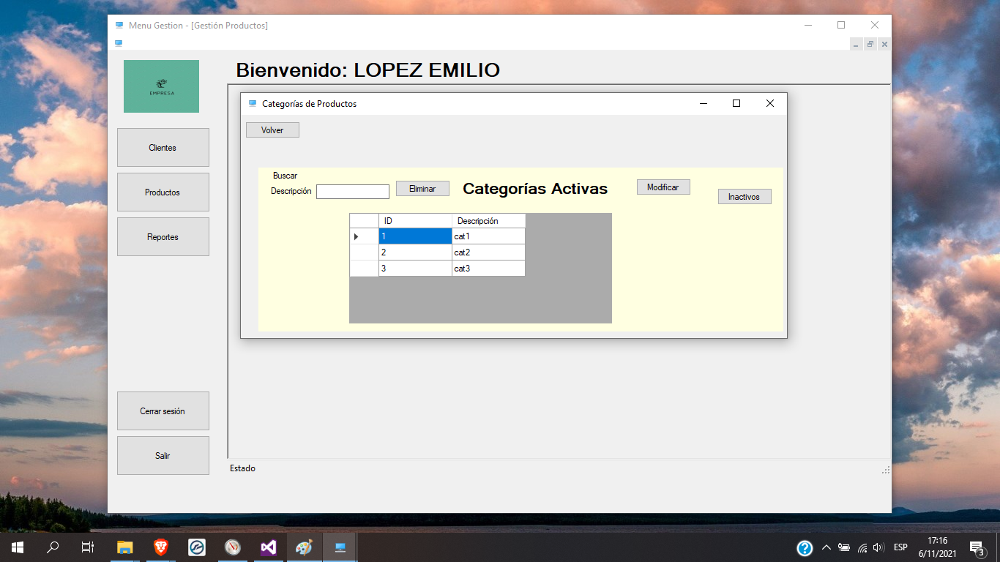 Menu Gestion - [Gestión Productos]
EMPRESA
Bienvenido: LOPEZ EMILIO
Categorías de Productos
Volver
Clientes
Productos
Reportes
Buscar
Descripción
Eliminar
Categorías Activas
Modificar
Inactivos
ID Descripción
1 cat1
2 cat2
3 cat3
Cerrar sesión
Salir
Estado
ESP
17:16
6/11/2021
3